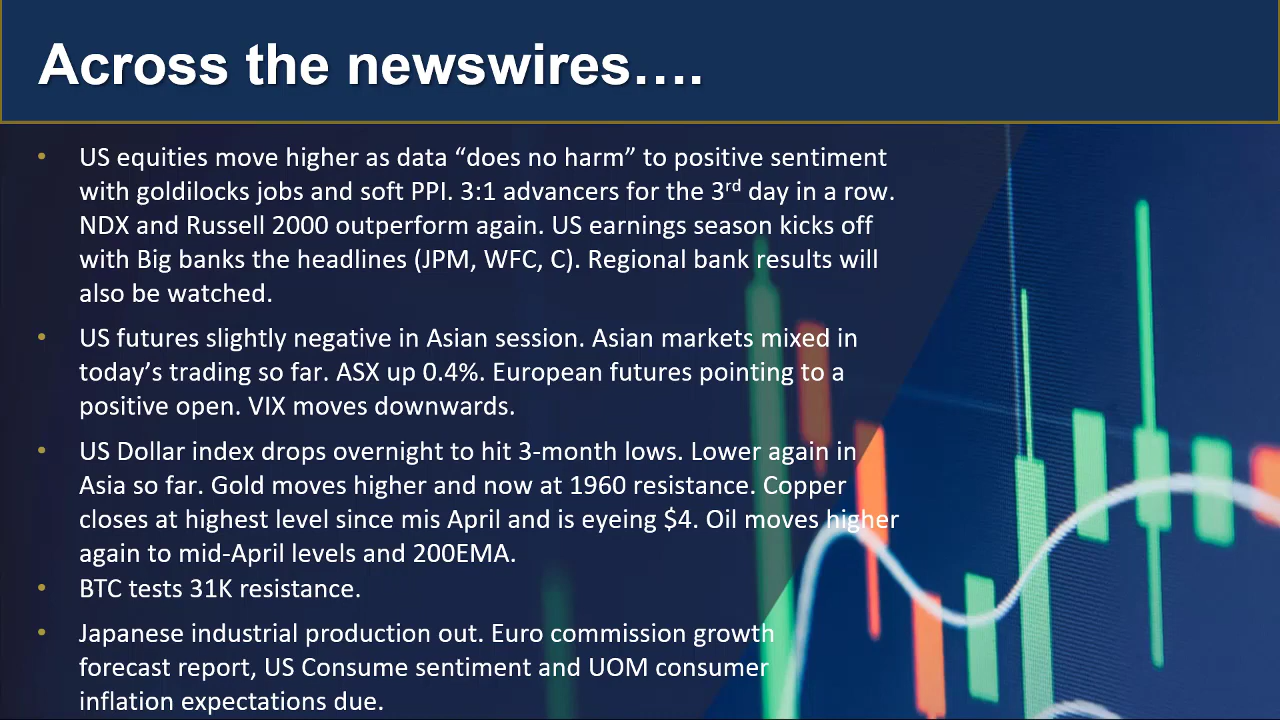 Across the newswires….
• US equities move higher as data “does no harm” to positive sentiment
with goldilocks jobs and soft PPI. 3:1 advancers for the 3rd day in a row.
NDX and Russell 2000 outperform again. US earnings season kicks off
with Big banks the headlines (JPM, WFC, C). Regional bank results will
also be watched.
• US futures slightly negative in Asian session. Asian markets mixed in
today’s trading so far. ASX up 0.4%. European futures pointing to a
positive open. VIX moves downwards.
• US Dollar index drops overnight to hit 3-month lows. Lower again in
Asia so far. Gold moves higher and now at 1960 resistance. Copper
closes at highest level since mis April and is eyeing $4. Oil moves higher
again to mid-April levels and 200EMA.
• BTC tests 31K resistance.
• Japanese industrial production out. Euro commission growth
forecast report, US Consume sentiment and UOM consumer
inflation expectations due.